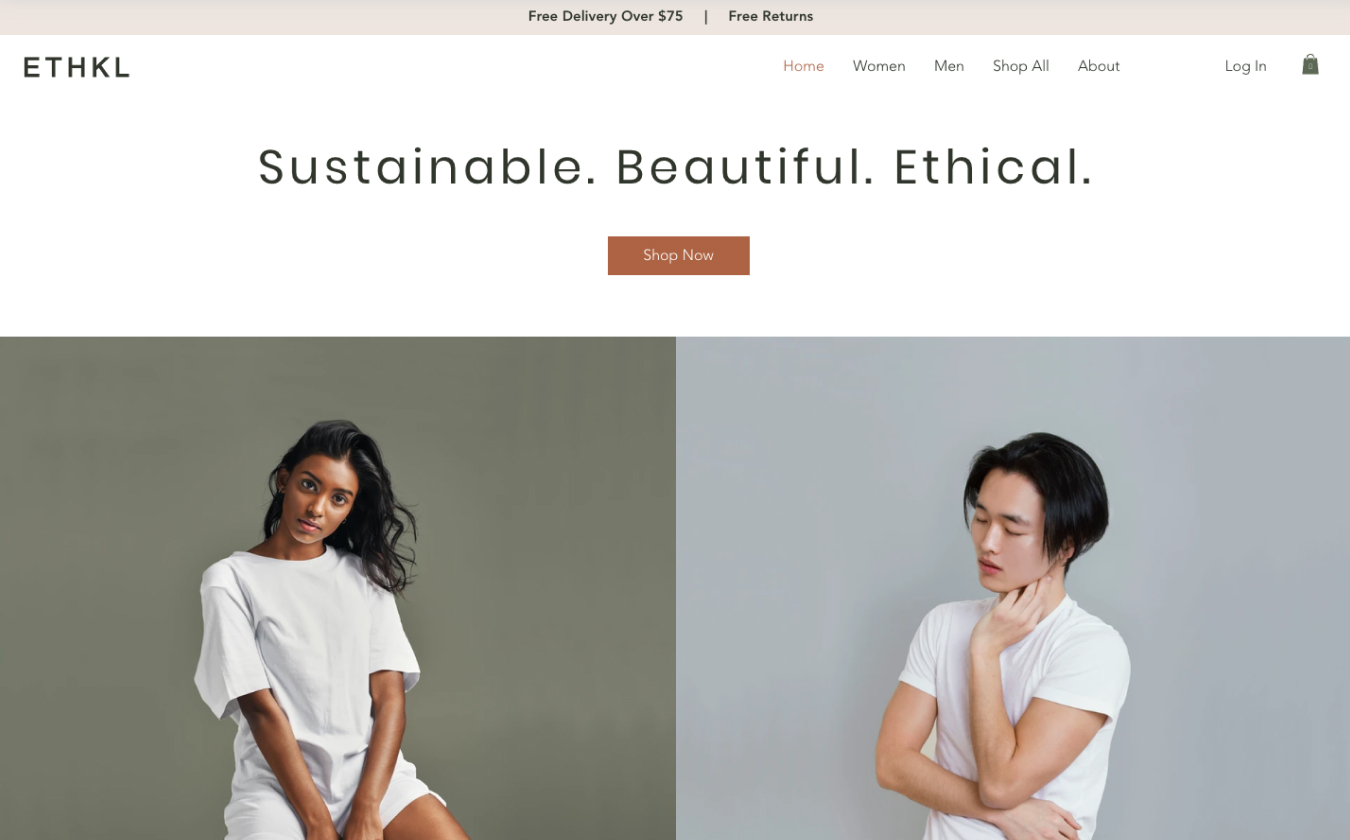 Free Delivery Over $75 | Free Returns
ETHKL
Home Women Men Shop All About Log In
0
Sustainable. Beautiful. Ethical.
Shop Now